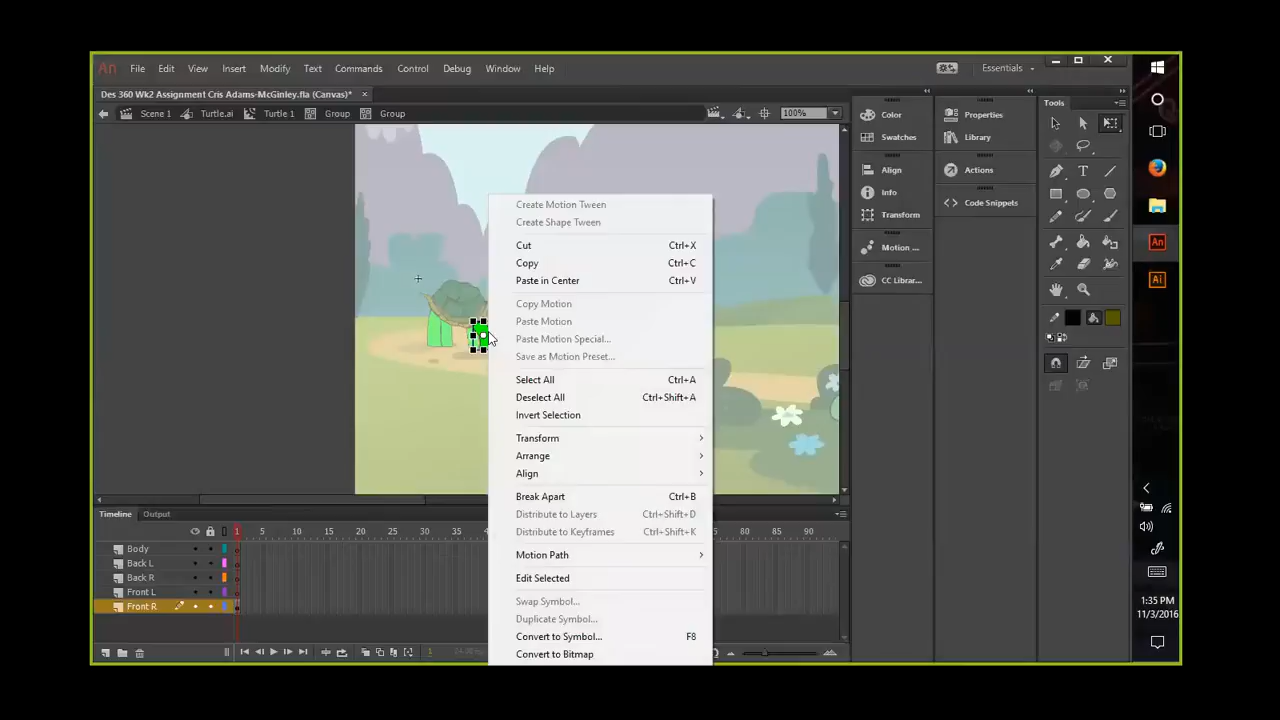 An File Edit View Insert Modify Text Commands Control Debug Window Help Essentials
Des 360 Wk2 Assignment Cris Adams-McGinley.fla (Canvas)* ×
Scene 1 Turtle.ai Turtle 1 Group Group 100%
Color
Swatches
Align
Info
Transform
Motion ...
CC Librar...
Properties
Library
Actions
Code Snippets
Tools
Create Motion Tween
Create Shape Tween
Cut Ctrl+X
Copy Ctrl+C
Paste in Center Ctrl+V
Copy Motion
Paste Motion
Paste Motion Special...
Save as Motion Preset...
Select All Ctrl+A
Deselect All Ctrl+Shift+A
Invert Selection
Transform
Arrange
Align
Break Apart Ctrl+B
Distribute to Layers Ctrl+Shift+D
Distribute to Keyframes Ctrl+Shift+K
Motion Path
Edit Selected
Swap Symbol...
Duplicate Symbol...
Convert to Symbol... F8
Convert to Bitmap
Timeline Output
1 5 10 15 20 25 30 35 75 80 85 90
Body
Back L
Back R
Front L
Front R
1
An
Ai
1:35 PM
11/3/2016